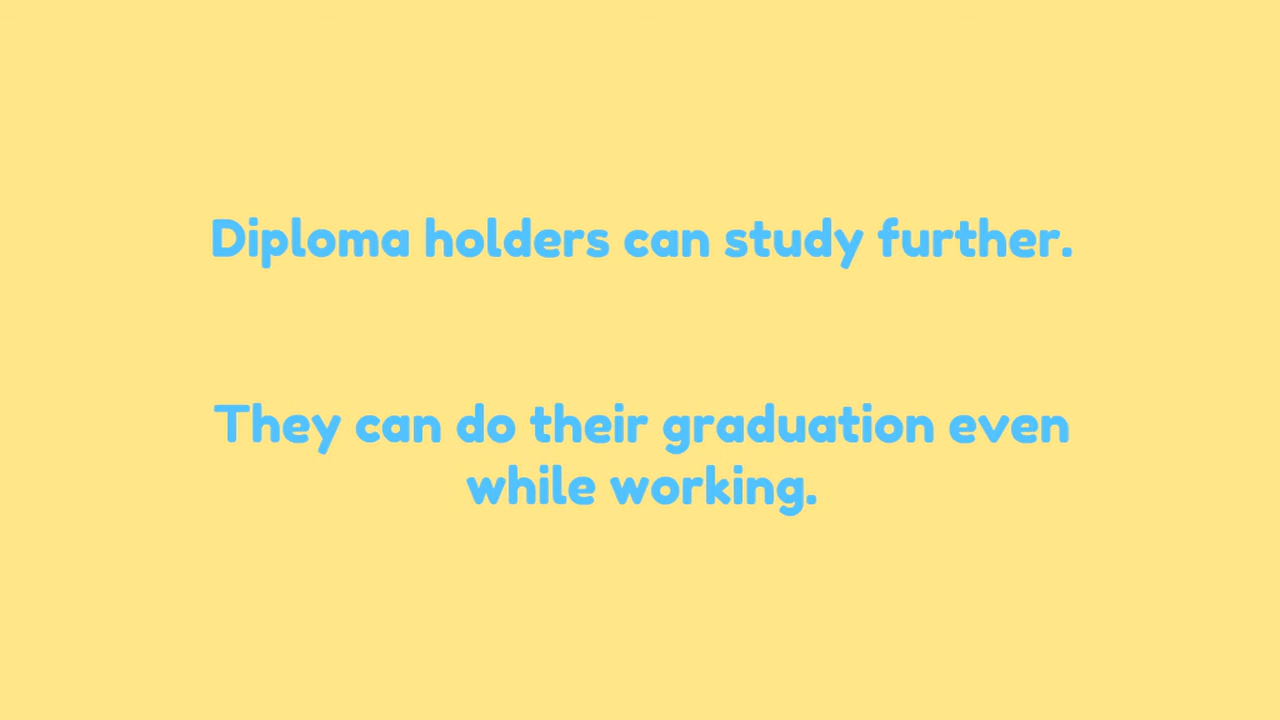 Diploma holders can study further.
They can do their graduation even
while working.